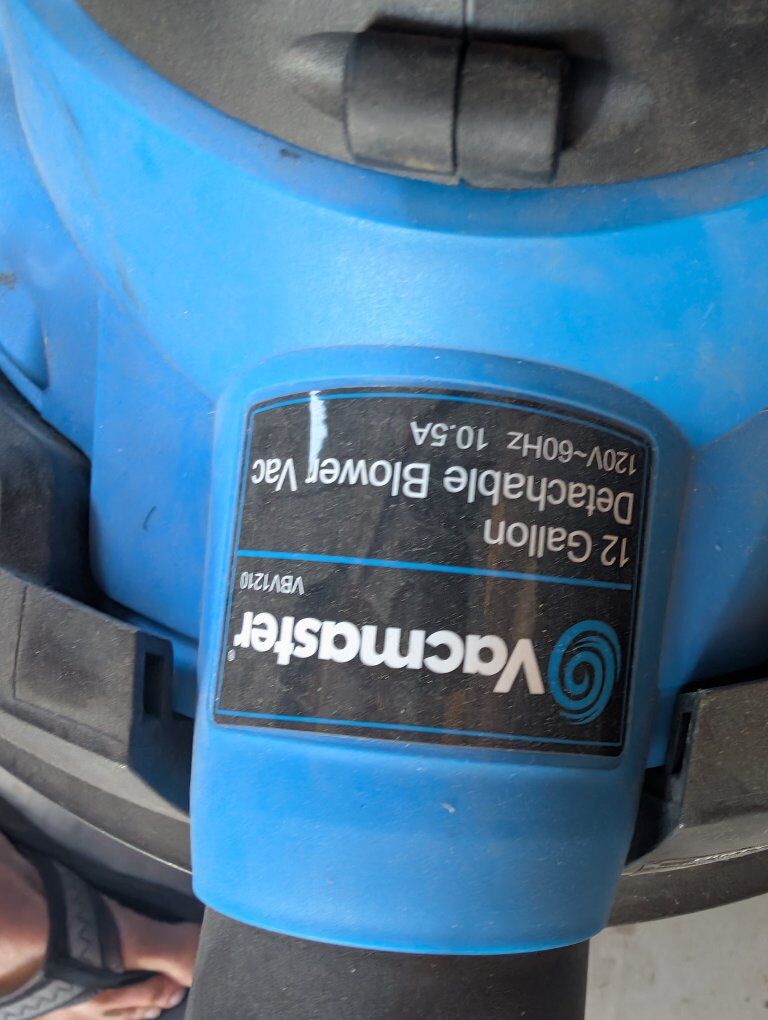 Vacmaster®
VBV1210
12 Gallon
Detachable Blower Vac
120V~60Hz 10.5A